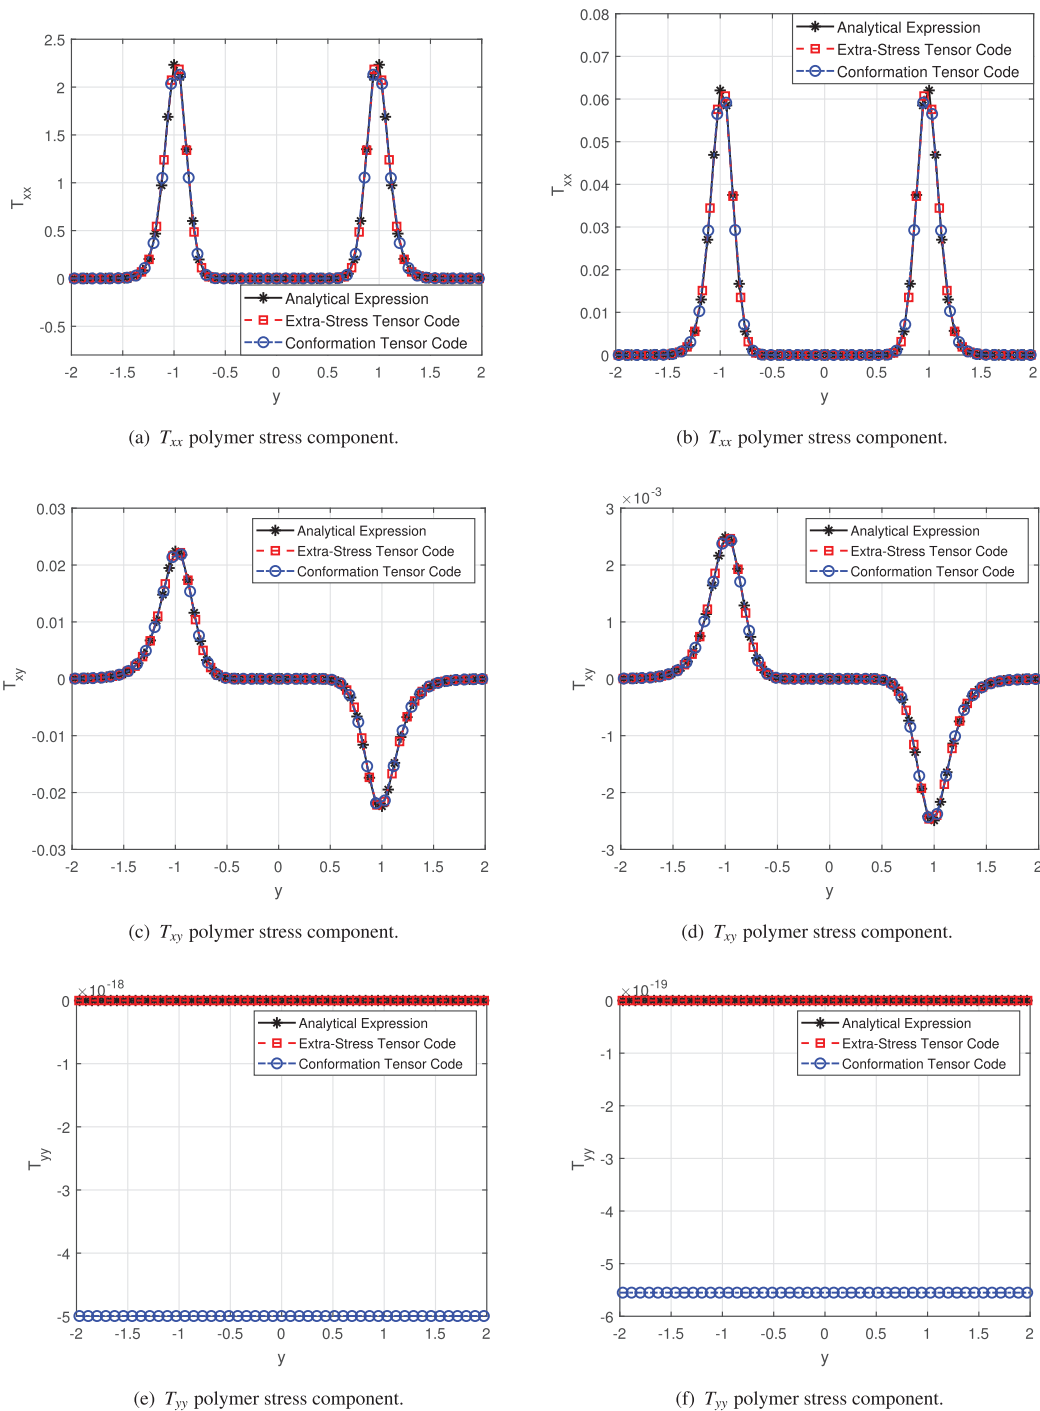 2.5
2
1.5
1
0.5
0
-0.5
T_xx
-2 -1.5 -1 -0.5 0 0.5 1 1.5 2
y
Analytical Expression
Extra-Stress Tensor Code
Conformation Tensor Code
(a) T_xx polymer stress component.
0.08
0.07
0.06
0.05
0.04
0.03
0.02
0.01
0
T_xx
-2 -1.5 -1 -0.5 0 0.5 1 1.5 2
y
Analytical Expression
Extra-Stress Tensor Code
Conformation Tensor Code
(b) T_xx polymer stress component.
0.03
0.02
0.01
0
-0.01
-0.02
-0.03
T_xy
-2 -1.5 -1 -0.5 0 0.5 1 1.5 2
y
Analytical Expression
Extra-Stress Tensor Code
Conformation Tensor Code
(c) T_xy polymer stress component.
×10^-3
3
2
1
0
-1
-2
-3
T_xy
-2 -1.5 -1 -0.5 0 0.5 1 1.5 2
y
Analytical Expression
Extra-Stress Tensor Code
Conformation Tensor Code
(d) T_xy polymer stress component.
×10^-18
0
-1
-2
-3
-4
-5
T_yy
-2 -1.5 -1 -0.5 0 0.5 1 1.5 2
y
Analytical Expression
Extra-Stress Tensor Code
Conformation Tensor Code
(e) T_yy polymer stress component.
×10^-19
0
-1
-2
-3
-4
-5
-6
T_yy
-2 -1.5 -1 -0.5 0 0.5 1 1.5 2
y
Analytical Expression
Extra-Stress Tensor Code
Conformation Tensor Code
(f) T_yy polymer stress component.